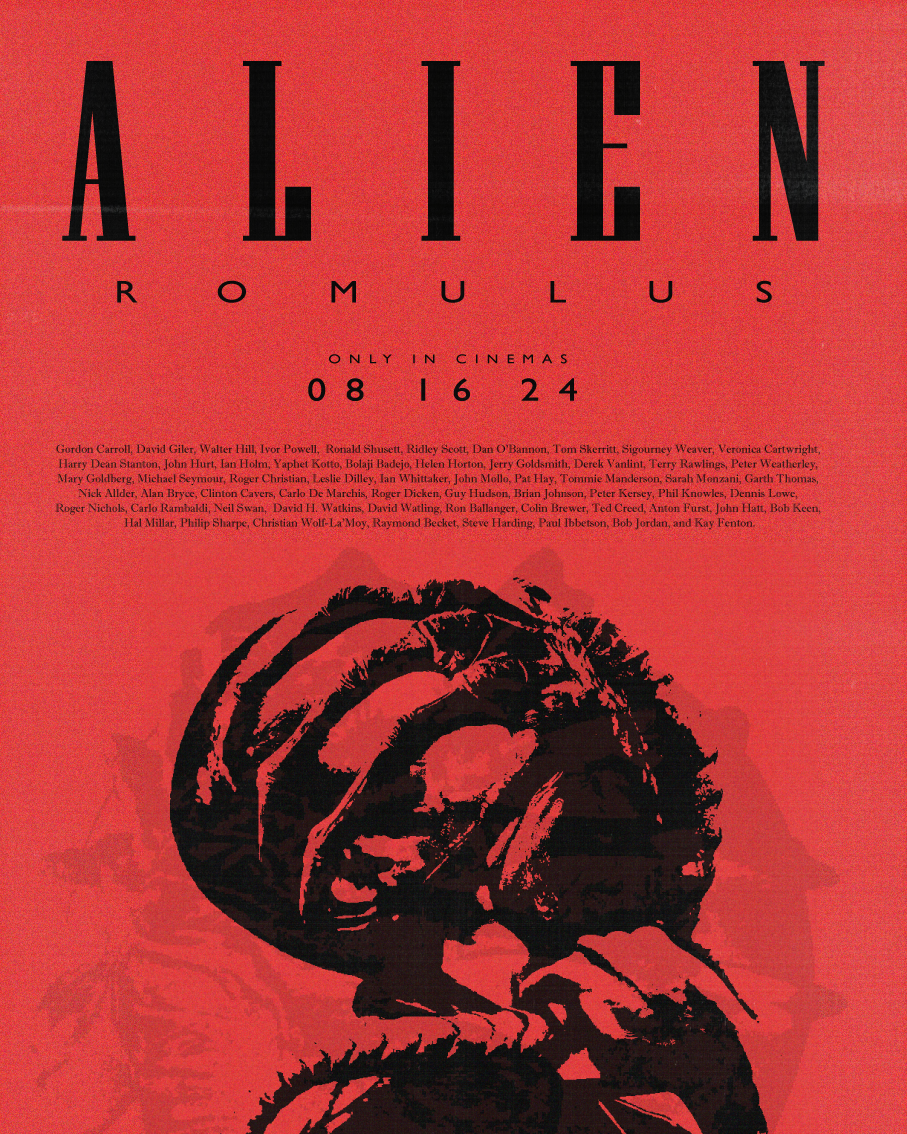 ALIEN
ROMULUS
ONLY IN CINEMAS
08 16 24
Gordon Carroll, David Giler, Walter Hill, Ivor Powell, Ronald Shusett, Ridley Scott, Dan O'Bannon, Tom Skerritt, Sigourney Weaver, Veronica Cartwright,
Harry Dean Stanton, John Hurt, Ian Holm, Yaphet Kotto, Bolaji Badejo, Helen Horton, Jerry Goldsmith, Derek Vanlint, Terry Rawlings, Peter Weatherley,
Mary Goldberg, Michael Seymour, Roger Christian, Leslie Dilley, Ian Whittaker, John Mollo, Pat Hay, Tommie Manderson, Sarah Monzani, Garth Thomas,
Nick Allder, Alan Bryce, Clinton Cavers, Carlo De Marchis, Roger Dicken, Guy Hudson, Brian Johnson, Peter Kersey, Phil Knowles, Dennis Lowe,
Roger Nichols, Carlo Rambaldi, Neil Swan, David H. Watkins, David Watling, Ron Ballanger, Colin Brewer, Ted Creed, Anton Furst, John Hatt, Bob Keen,
Hal Millar, Philip Sharpe, Christian Wolf-La'Moy, Raymond Becket, Steve Harding, Paul Ibbetson, Bob Jordan, and Kay Fenton.